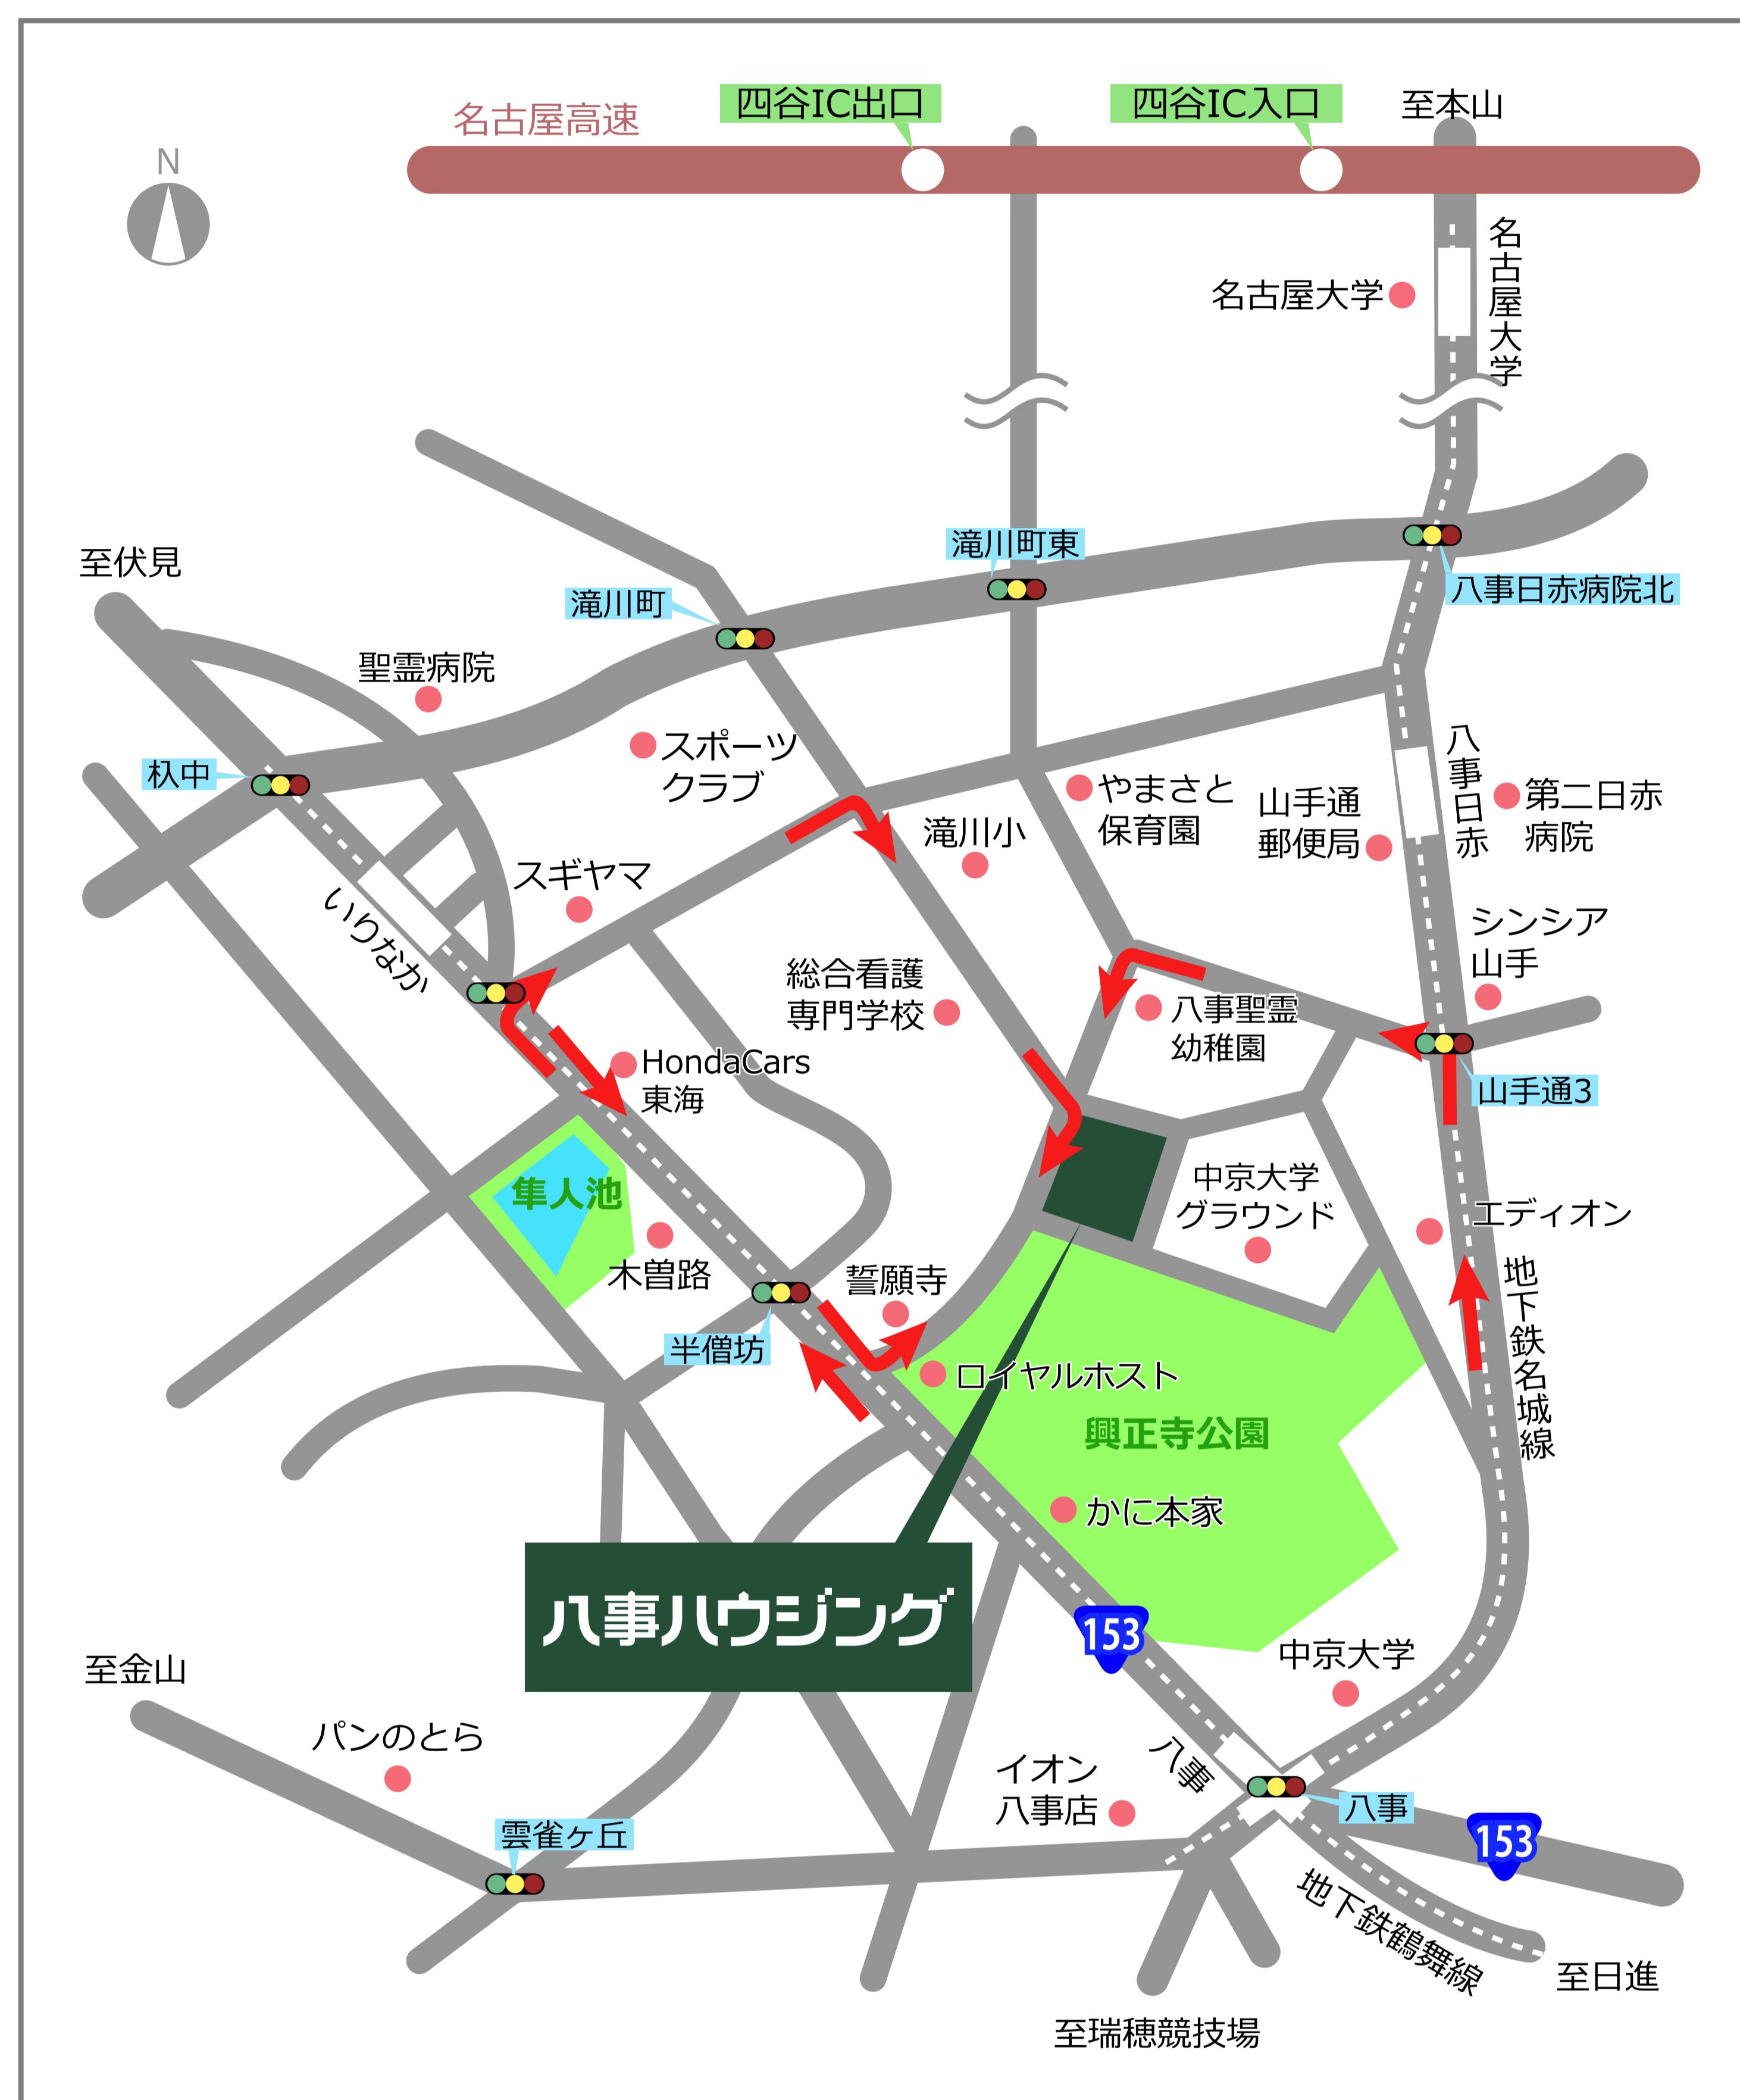 四谷IC出口
四谷IC入口
至本山
名古屋高速
N
名古屋大学
名古屋大学
滝川町東
至伏見
八事日赤病院北
滝川町
聖霊病院
スポーツ
クラブ
杁中
八事日赤
やまさと
保育園
山手通
郵便局
第二日赤
病院
滝川小
スギヤマ
いりなか
シンシア
山手
総合看護
専門学校
八事聖霊
幼稚園
HondaCars
東海
山手通3
隼人池
中京大学
グラウンド
エディオン
木曽路
誓願寺
地下鉄名城線
半僧坊
ロイヤルホスト
興正寺公園
かに本家
八事ハウジング
153
中京大学
至金山
パンのとら
八事
イオン
八事店
八事
153
雲雀ヶ丘
地下鉄鶴舞線
至日進
至瑞穂競技場